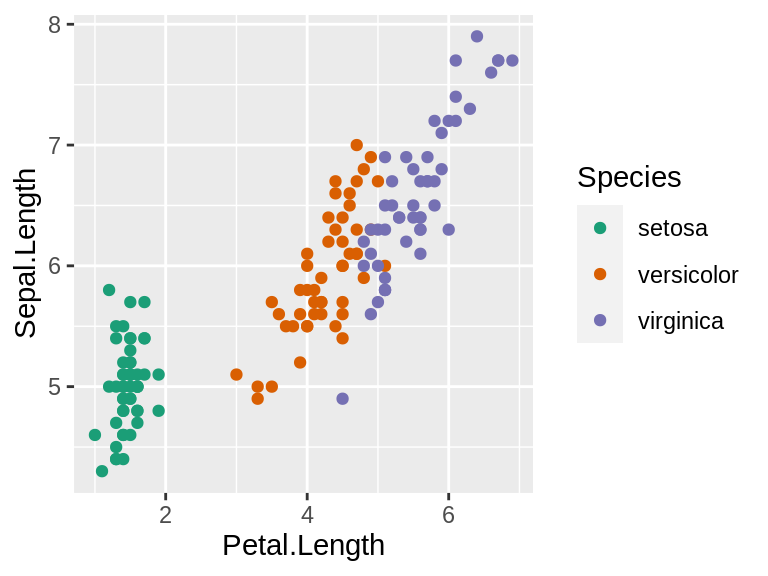 8
7
6
5
Sepal.Length
2
4
6
Petal.Length
Species
setosa
versicolor
virginica